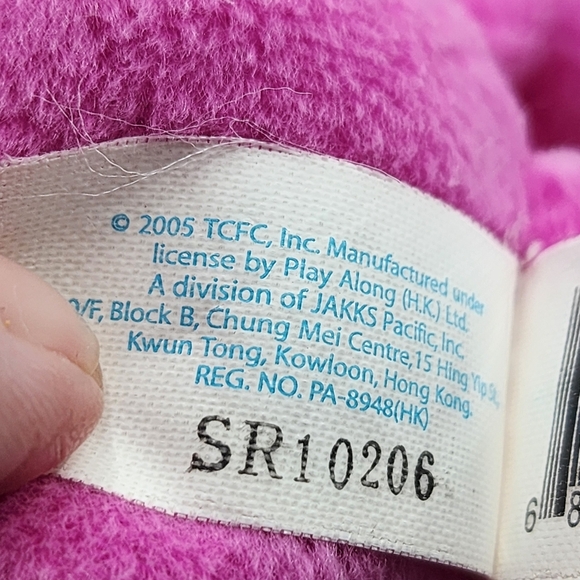 © 2005 TCFC, Inc. Manufactured under
license by Play Along (H.K.) Ltd.
A division of JAKKS Pacific, Inc.
/F, Block B, Chung Mei Centre, 15 Hing Yip St.,
Kwun Tong, Kowloon, Hong Kong.
REG. NO. PA-8948(HK)
SR10206
6